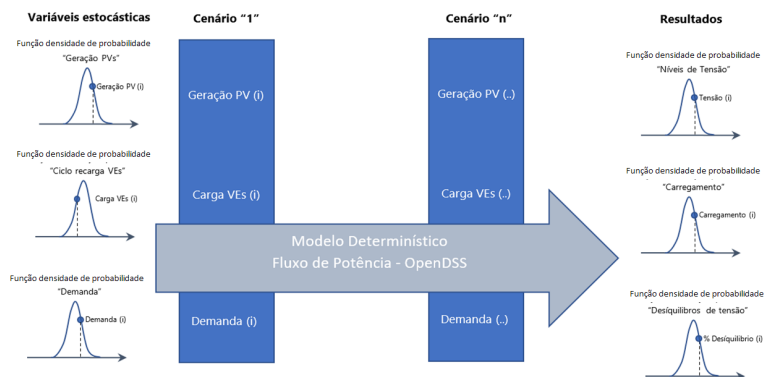 Variáveis estocásticas
Função densidade de probabilidade
"Geração PVs"
Geração PV (i)
Função densidade de probabilidade
"Ciclo recarga VEs"
Carga VEs (i)
Função densidade de probabilidade
"Demanda"
Demanda (i)
Cenário "1"
Geração PV (i)
Carga VEs (i)
Demanda (i)
Cenário "n"
Geração PV (..)
Carga VEs (..)
Demanda (..)
Modelo Determinístico
Fluxo de Potência - OpenDSS
Resultados
Função densidade de probabilidade
"Níveis de Tensão"
Tensão (i)
Função densidade de probabilidade
"Carregamento"
Carregamento (i)
Função densidade de probabilidade
"Desíquilibros de tensão"
% Desíquilibrio (i)